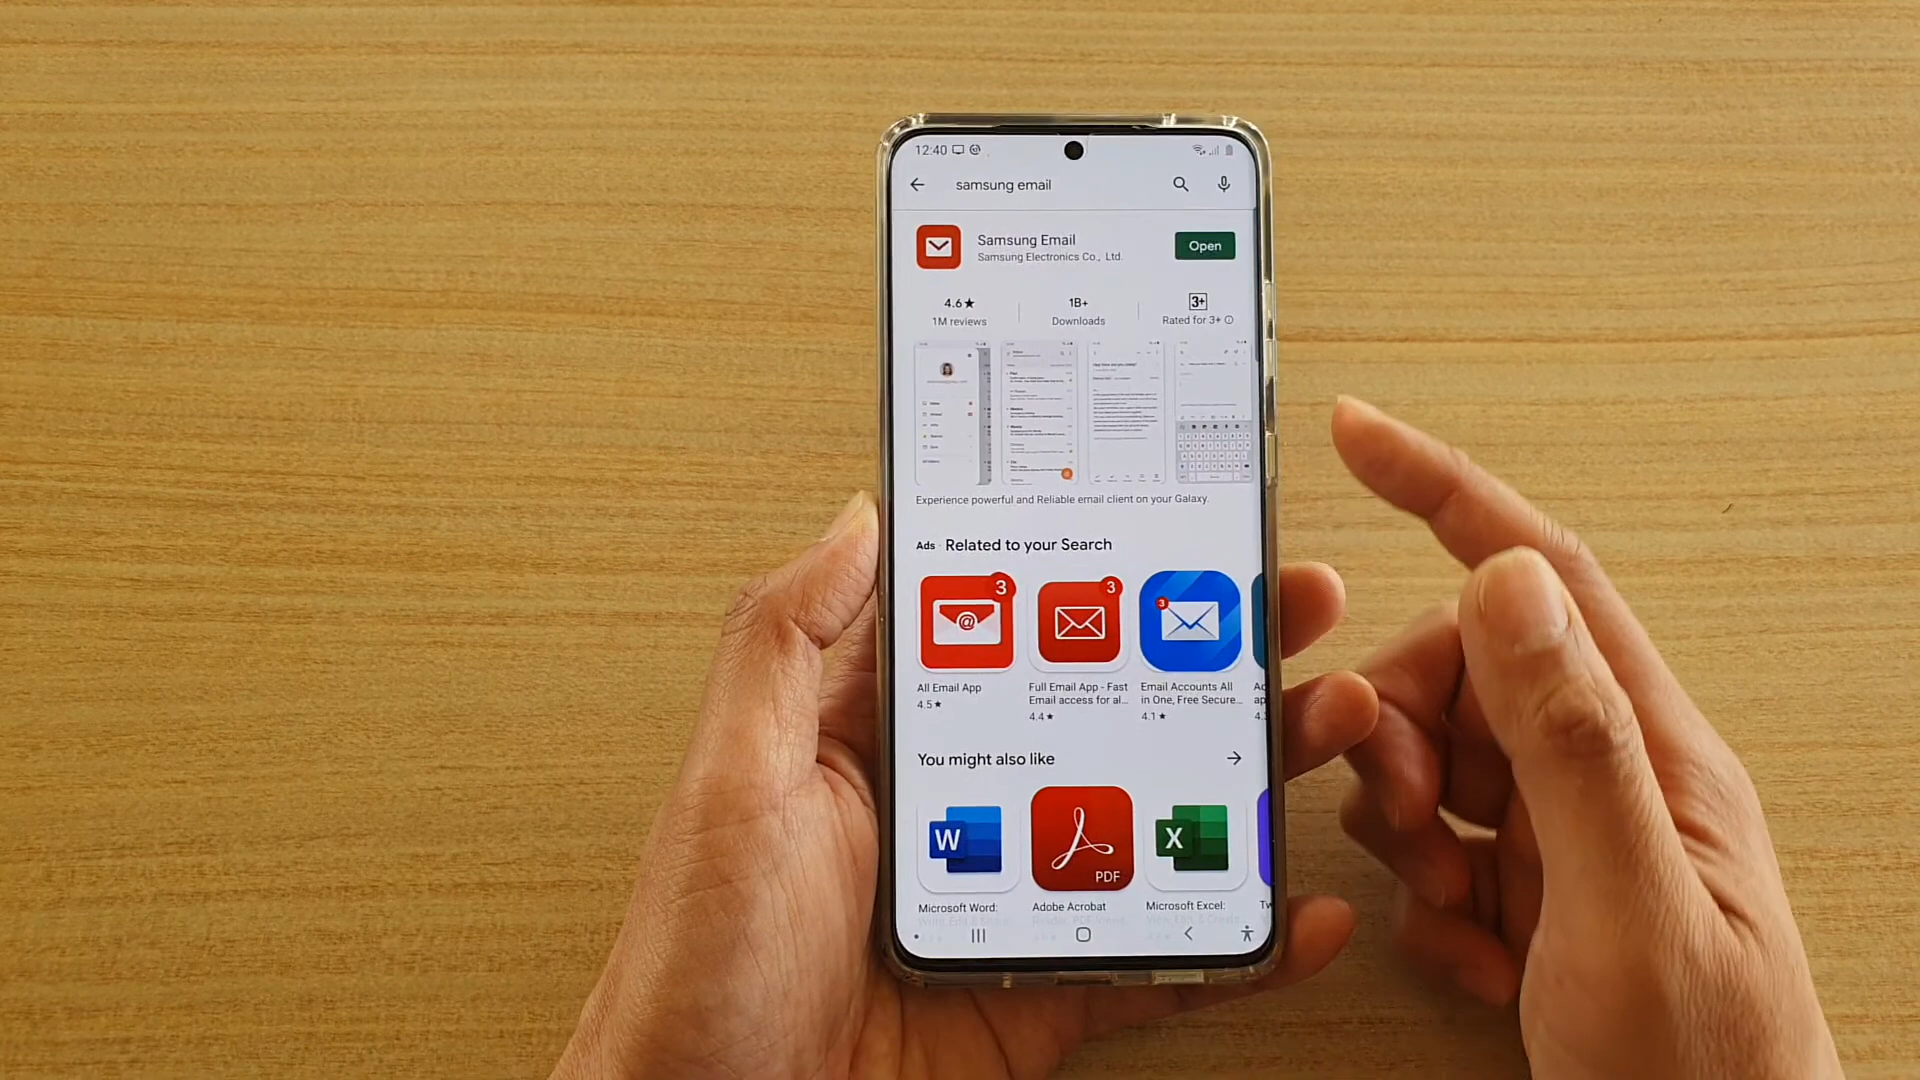 12:40
samsung email
Samsung Email
Samsung Electronics Co., Ltd.
Open
4.6★
1M reviews
1B+
Downloads
3+
Rated for 3+
Experience powerful and Reliable email client on your Galaxy.
Ads · Related to your Search
3
@
3
3
All Email App
4.5★
Full Email App - Fast
Email access for al...
4.4★
Email Accounts All
in One, Free Secure...
4.1★
You might also like
W
PDF
X
Microsoft Word:
Adobe Acrobat
Microsoft Excel: